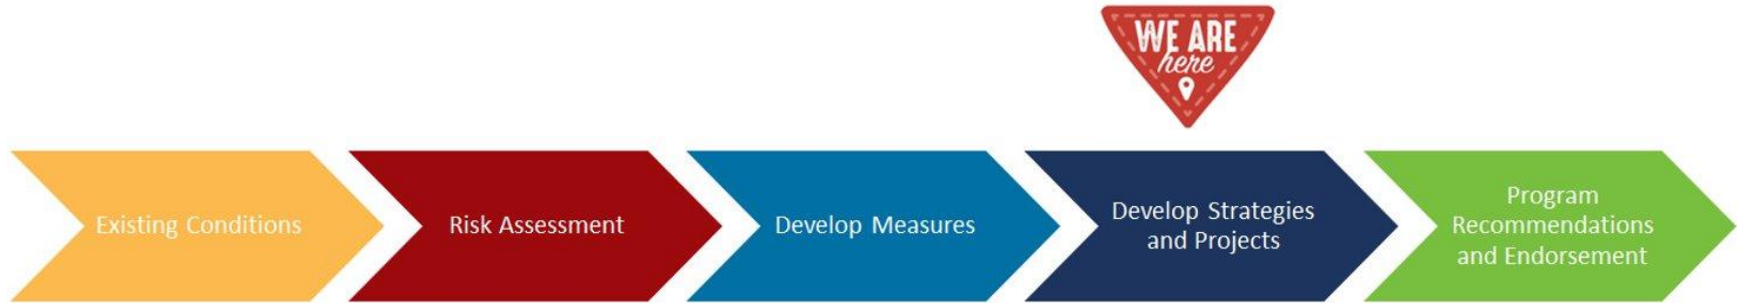 WE ARE
here
Existing Conditions
Risk Assessment
Develop Measures
Develop Strategies
and Projects
Program
Recommendations
and Endorsement